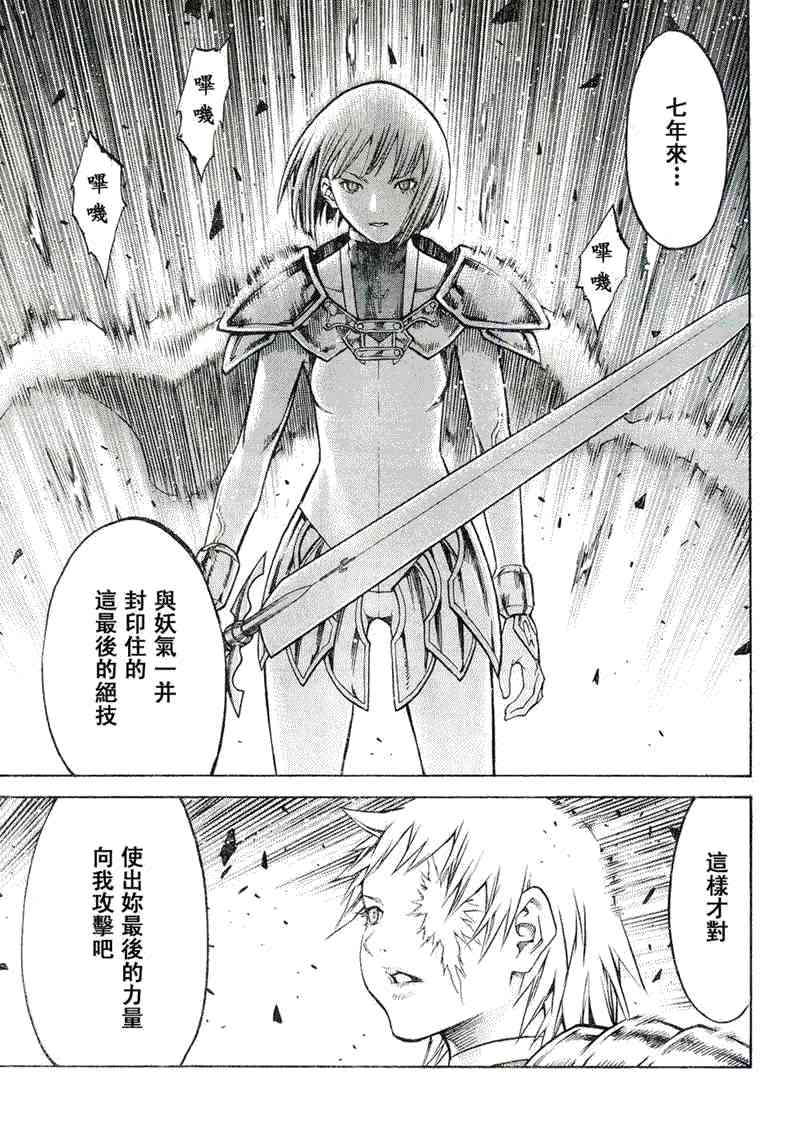 七年來…
嗶
嘰
嗶
嘰
嗶
嘰
與妖氣一并
封印住的
這最後的絕技
這樣才對
使出妳最後的力量
向我攻擊吧